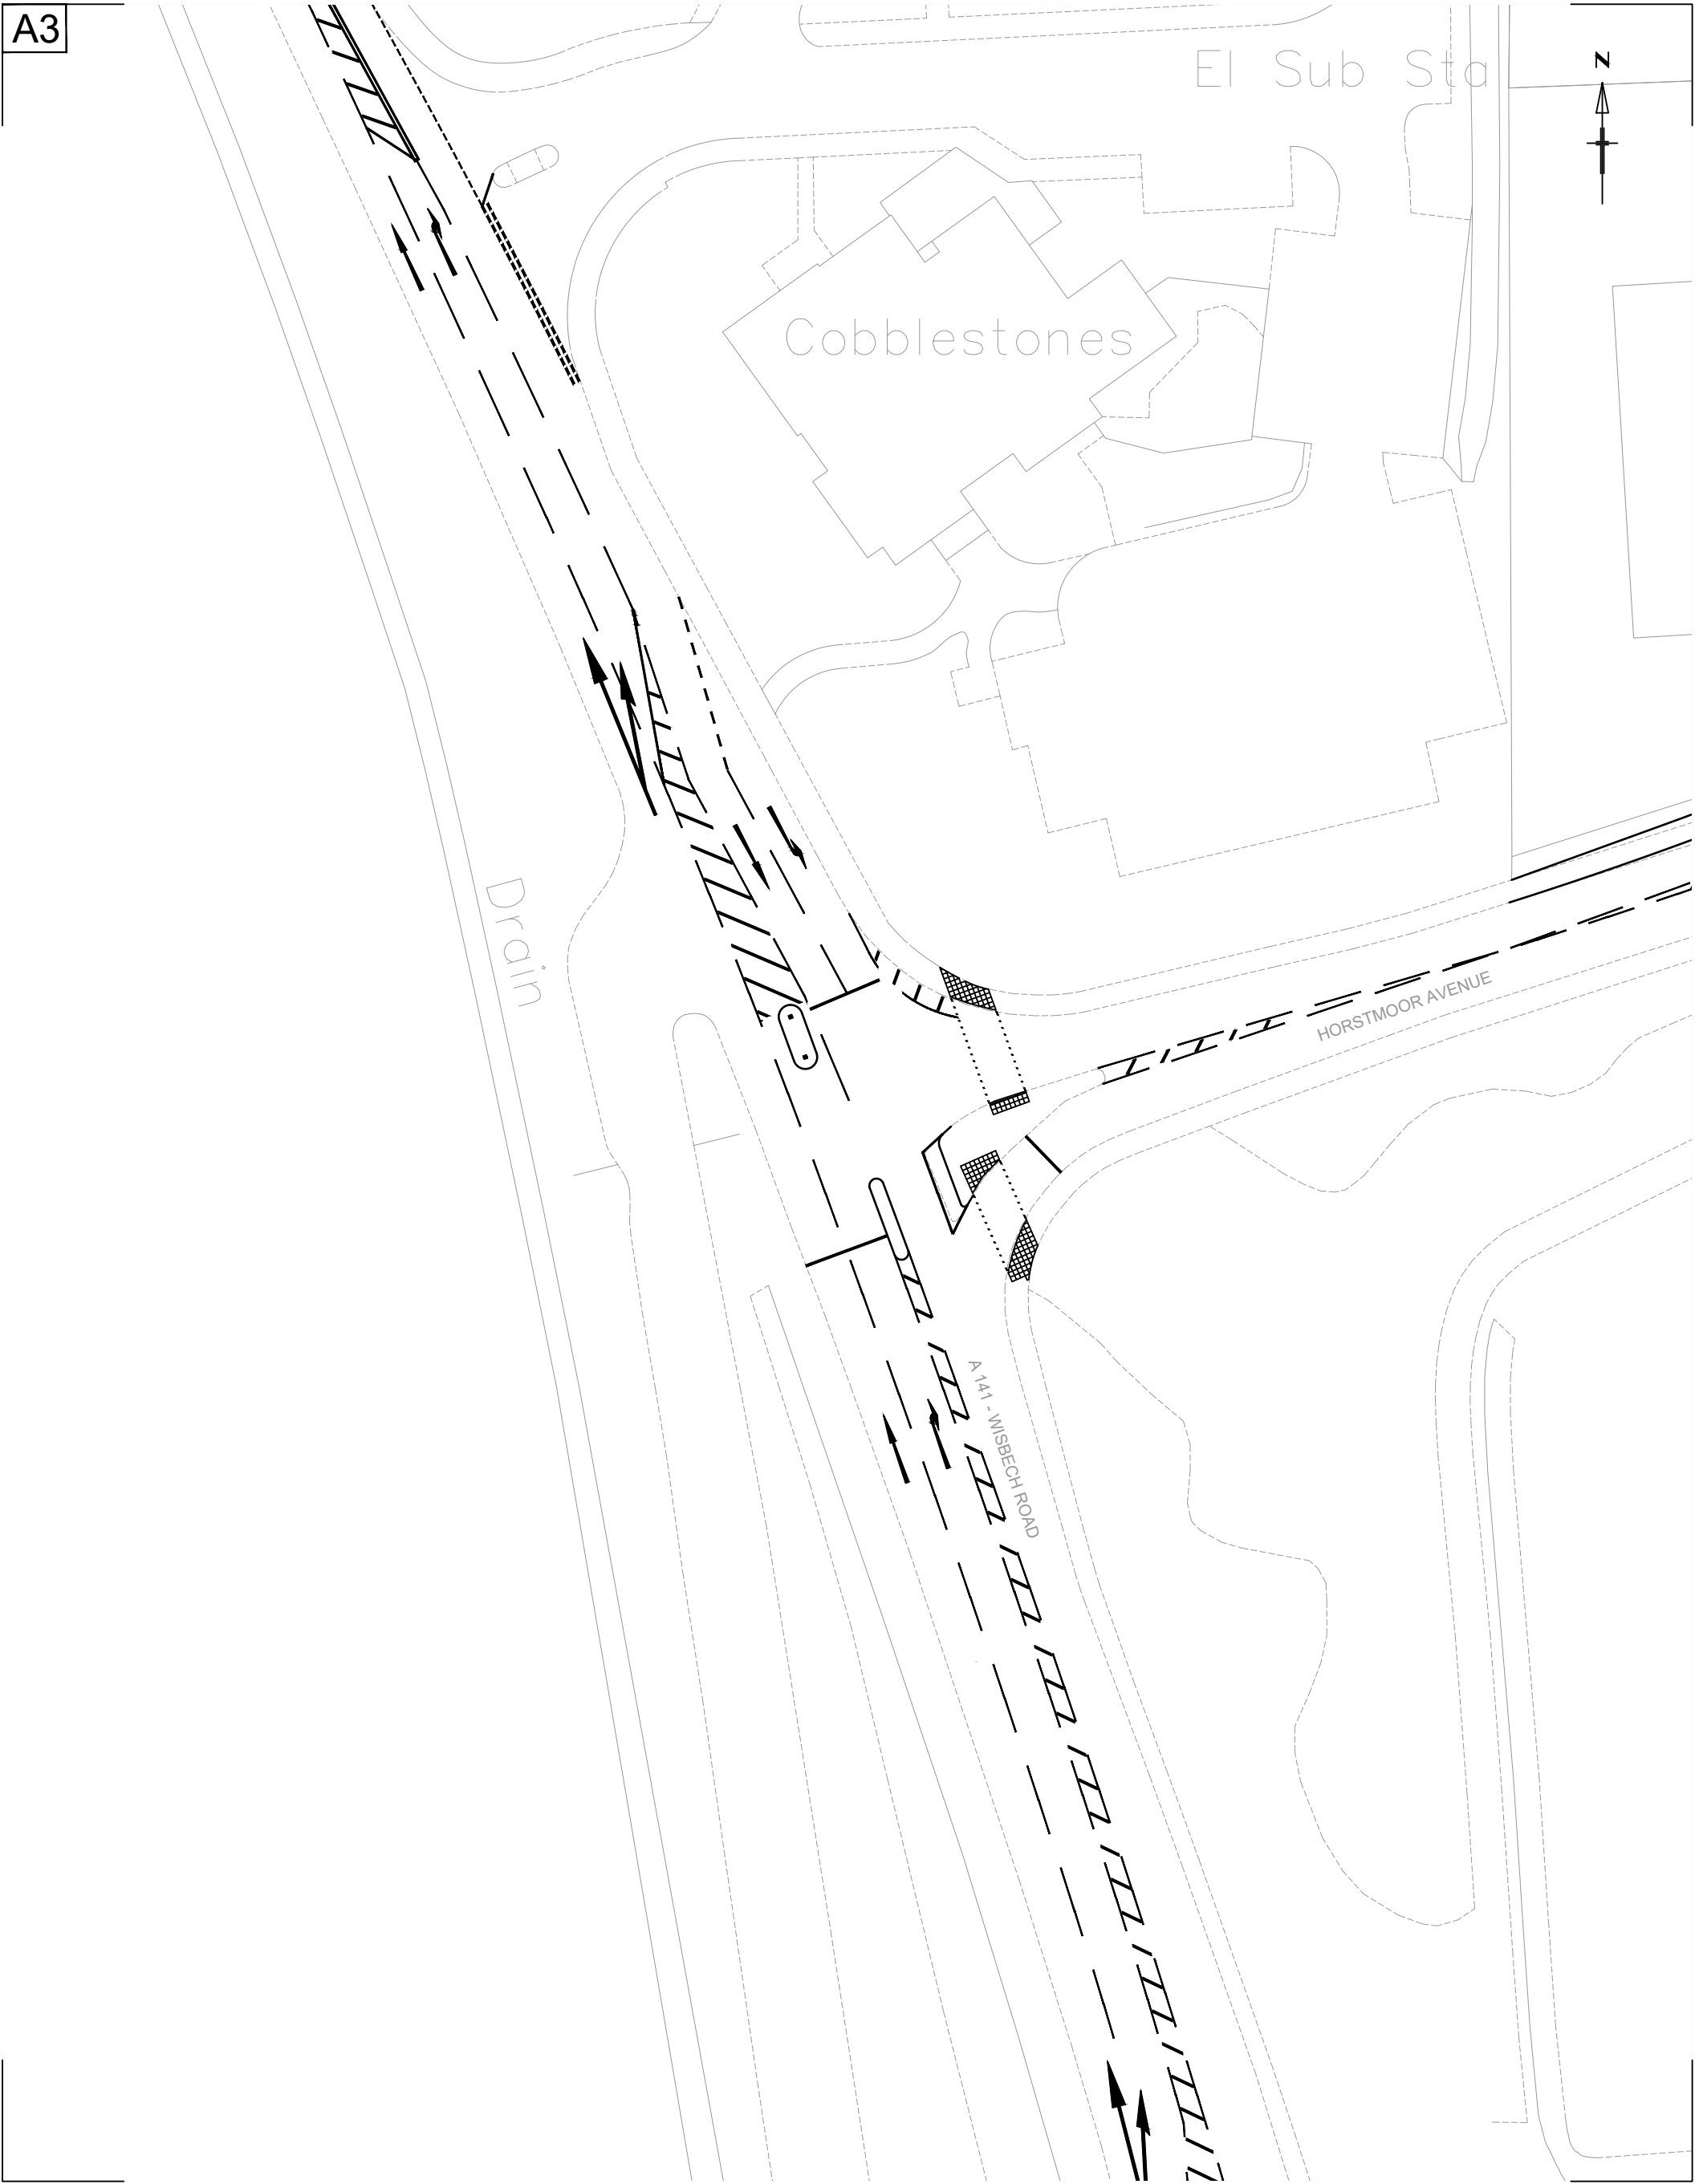 A3
El Sub Sta
N
Cobblestones
Drain
HORSTMOOR AVENUE
A 141 - WISBECH ROAD